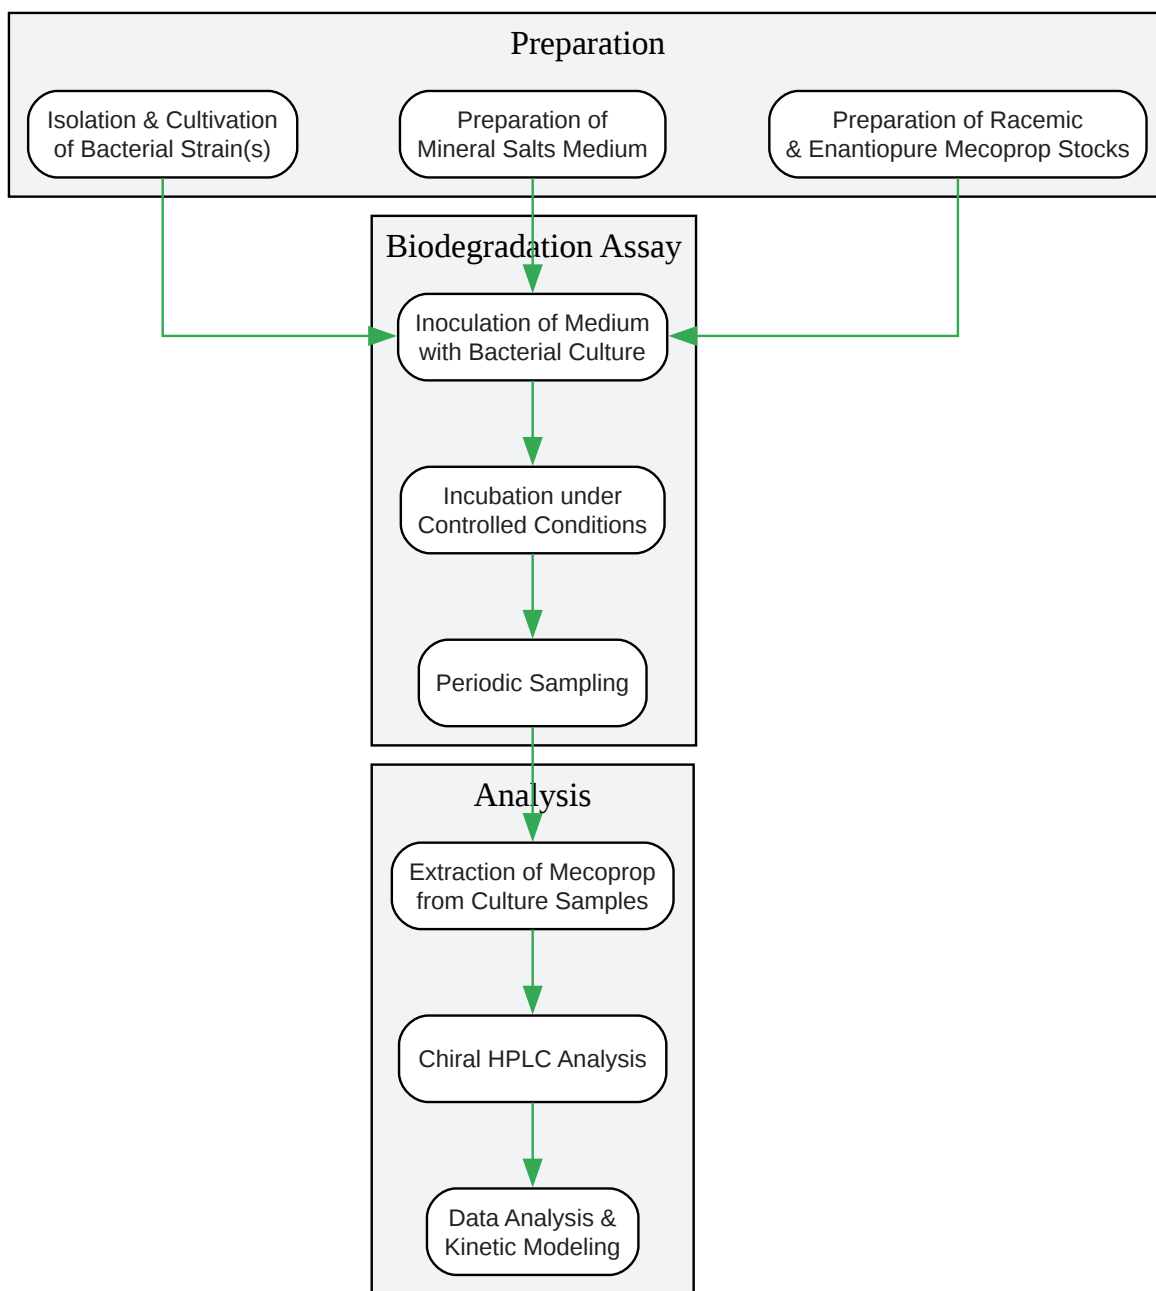 Preparation
Isolation & Cultivation
of Bacterial Strain(s)
Preparation of
Mineral Salts Medium
Preparation of Racemic
& Enantiopure Mecoprop Stocks
Biodegradation Assay
Inoculation of Medium
with Bacterial Culture
Incubation under
Controlled Conditions
Periodic Sampling
Analysis
Extraction of Mecoprop
from Culture Samples
Chiral HPLC Analysis
Data Analysis &
Kinetic Modeling